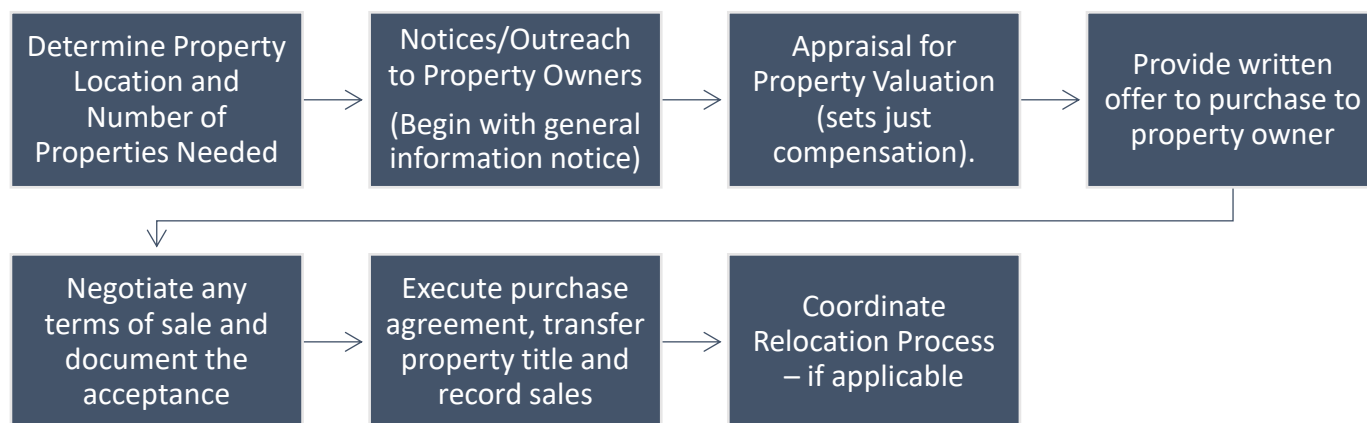 Determine Property
Location and
Number of
Properties Needed
Notices/Outreach
to Property Owners
(Begin with general
information notice)
Appraisal for
Property Valuation
(sets just
compensation).
Provide written
offer to purchase to
property owner
Negotiate any
terms of sale and
document the
acceptance
Execute purchase
agreement, transfer
property title and
record sales
Coordinate
Relocation Process
– if applicable